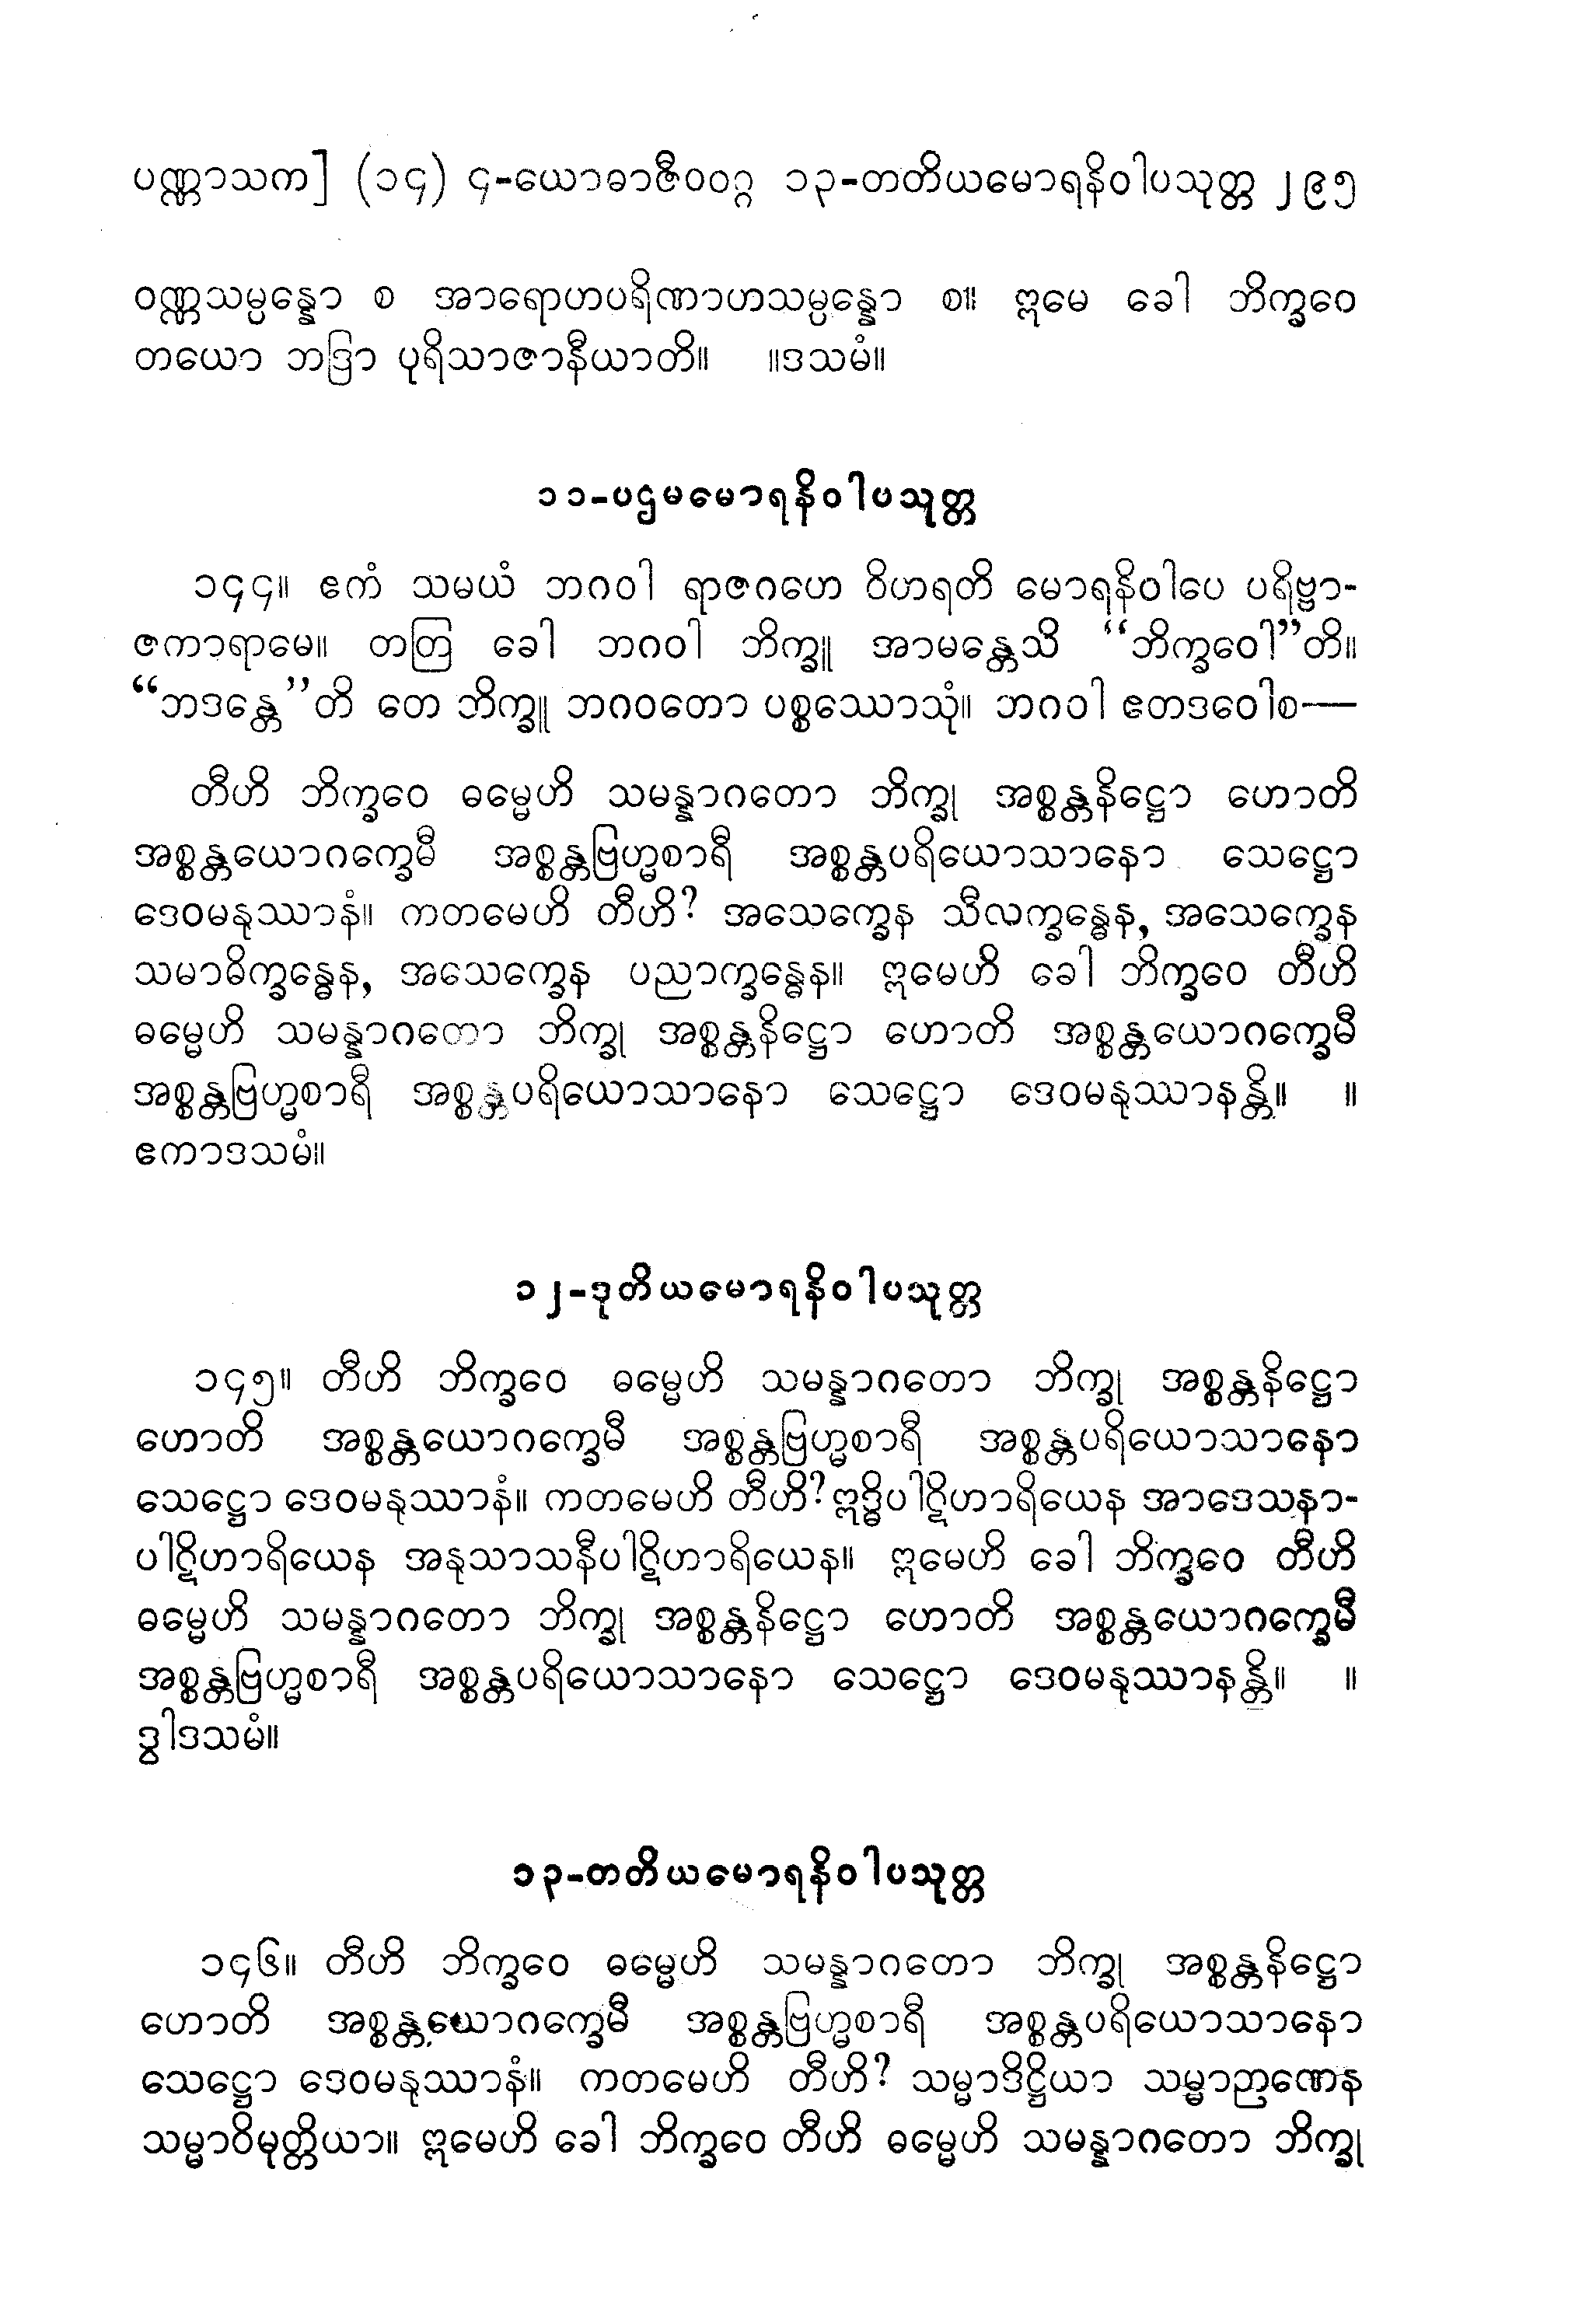 ပဏ္ဏာသက] (၁၄) ၄-ယောဓာဇီဝဝဂ္ဂ ၁၃-တတိယမောရနိဝါပသုတ္တ ၂၉၅
ဝဏ္ဏသမ္ပန္နော စ အာရောဟပရိဏာဟသမ္ပန္နော စ။ ဣမေ ခေါ ဘိက္ခဝေ
တယော ဘဒြာ ပုရိသာဇာနီယာတိ။ ။ဒသမံ။
၁၁-ပဌမမောရနိဝါပသုတ္တ
၁၄၄။ ဧကံ သမယံ ဘဂဝါ ရာဇဂဟေ ဝိဟရတိ မောရနိဝါပေ ပရိဗ္ဗာ-
ဇကာရာမေ။ တတြ ခေါ ဘဂဝါ ဘိက္ခူ အာမန္တေသိ “ဘိက္ခဝေါ”တိ။
“ဘဒန္တေ”တိ တေ ဘိက္ခူ ဘဂဝတော ပစ္စဿောသုံ။ ဘဂဝါ ဧတဒဝေါစ—
တီဟိ ဘိက္ခဝေ ဓမ္မေဟိ သမန္နာဂတော ဘိက္ခု အစ္စန္တနိဋ္ဌော ဟောတိ
အစ္စန္တယောဂက္ခေမီ အစ္စန္တဗြဟ္မစာရီ အစ္စန္တပရိယောသာနော သေဋ္ဌော
ဒေဝမနုဿာနံ။ ကတမေဟိ တီဟိ? အသေက္ခေန သီလက္ခန္ဓေန, အသေက္ခေန
သမာဓိက္ခန္ဓေန, အသေက္ခေန ပညာက္ခန္ဓေန။ ဣမေဟိ ခေါ ဘိက္ခဝေ တီဟိ
ဓမ္မေဟိ သမန္နာဂတော ဘိက္ခု အစ္စန္တနိဋ္ဌော ဟောတိ အစ္စန္တယောဂက္ခေမီ
အစ္စန္တဗြဟ္မစာရီ အစ္စန္တပရိယောသာနော သေဋ္ဌော ဒေဝမနုဿာနန္တိ။ ။
ဧကာဒသမံ။
၁၂-ဒုတိယမောရနိဝါပသုတ္တ
၁၄၅။ တီဟိ ဘိက္ခဝေ ဓမ္မေဟိ သမန္နာဂတော ဘိက္ခု အစ္စန္တနိဋ္ဌော
ဟောတိ အစ္စန္တယောဂက္ခေမီ အစ္စန္တဗြဟ္မစာရီ အစ္စန္တပရိယောသာနော
သေဋ္ဌော ဒေဝမနုဿာနံ။ ကတမေဟိ တီဟိ? ဣဒ္ဓိပါဋိဟာရိယေန အာဒေသနာ-
ပါဋိဟာရိယေန အနုသာသနီပါဋိဟာရိယေန။ ဣမေဟိ ခေါ ဘိက္ခဝေ တီဟိ
ဓမ္မေဟိ သမန္နာဂတော ဘိက္ခု အစ္စန္တနိဋ္ဌော ဟောတိ အစ္စန္တယောဂက္ခေမီ
အစ္စန္တဗြဟ္မစာရီ အစ္စန္တပရိယောသာနော သေဋ္ဌော ဒေဝမနုဿာနန္တိ။ ။
ဒွါဒသမံ။
၁၃-တတိယမောရနိဝါပသုတ္တ
၁၄၆။ တီဟိ ဘိက္ခဝေ ဓမ္မေဟိ သမန္နာဂတော ဘိက္ခု အစ္စန္တနိဋ္ဌော
ဟောတိ အစ္စန္တယောဂက္ခေမီ အစ္စန္တဗြဟ္မစာရီ အစ္စန္တပရိယောသာနော
သေဋ္ဌော ဒေဝမနုဿာနံ။ ကတမေဟိ တီဟိ? သမ္မာဒိဋ္ဌိယာ သမ္မာဉာဏေန
သမ္မာဝိမုတ္တိယာ။ ဣမေဟိ ခေါ ဘိက္ခဝေ တီဟိ ဓမ္မေဟိ သမန္နာဂတော ဘိက္ခု